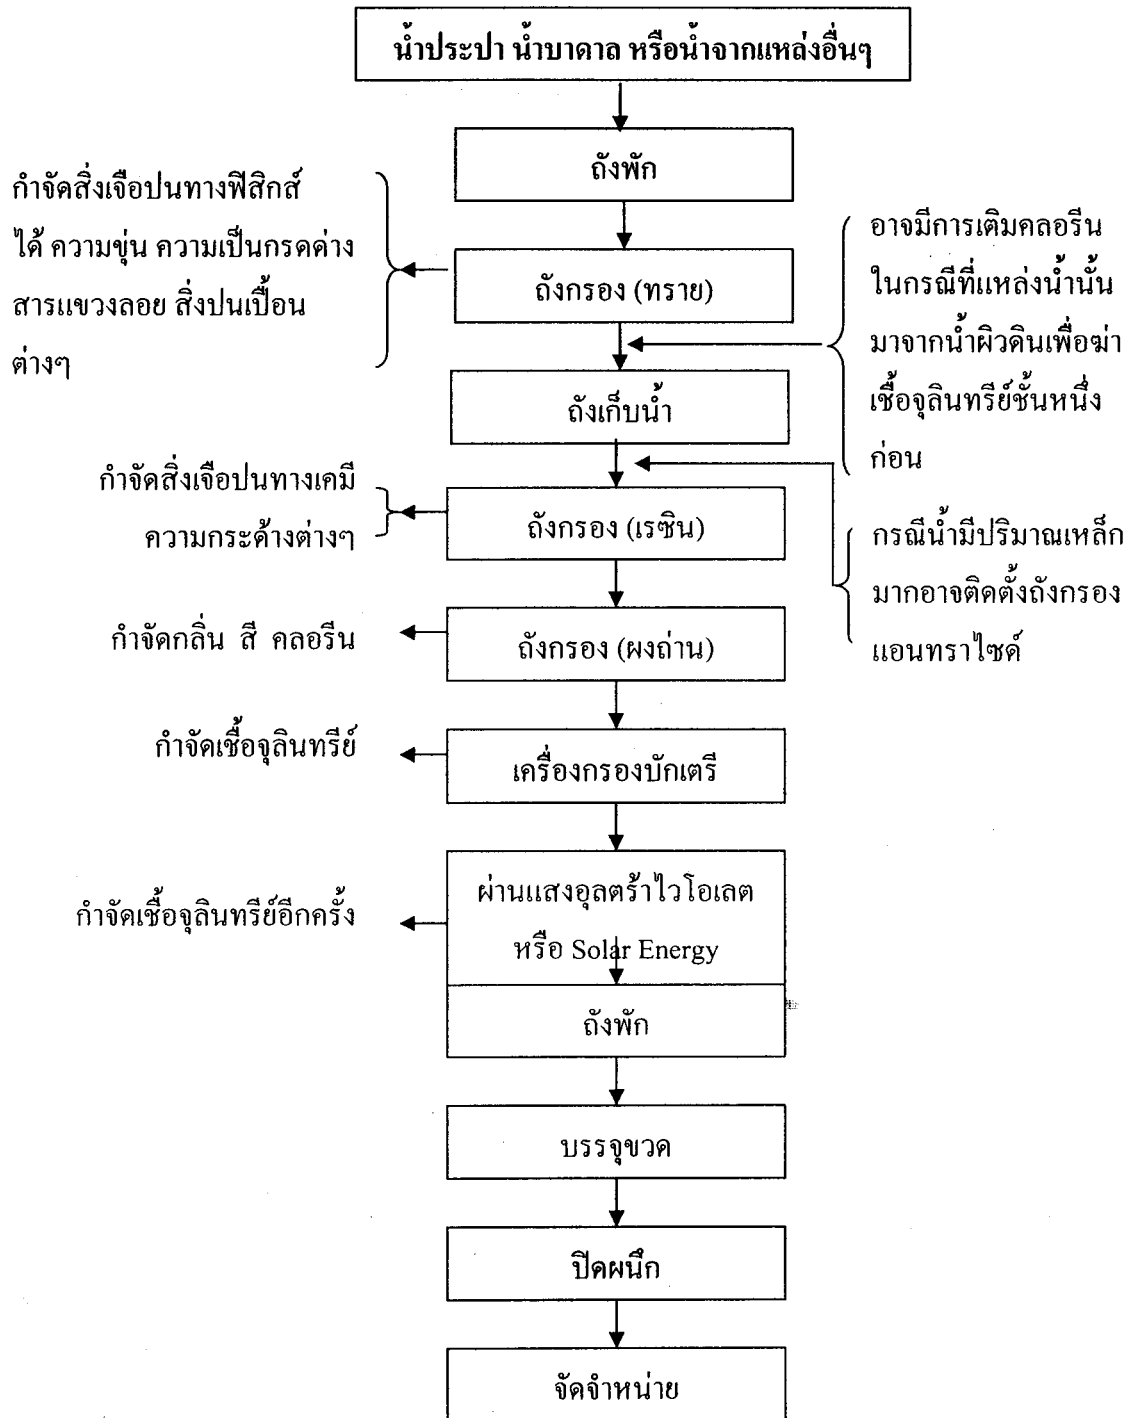 น้ำประปา น้ำบาดาล หรือน้ำจากแหล่งอื่นๆ
ถังพัก
กำจัดสิ่งเจือปนทางฟิสิกส์
ได้ ความขุ่น ความเป็นกรดด่าง
สารแขวงลอย สิ่งปนเปื้อน
ต่างๆ
ถังกรอง (ทราย)
อาจมีการเติมคลอรีน
ในกรณีที่แหล่งน้ำนั้น
มาจากน้ำผิวดินเพื่อฆ่า
เชื้อจุลินทรีย์ชั้นหนึ่ง
ก่อน
ถังเก็บน้ำ
กำจัดสิ่งเจือปนทางเคมี
ความกระด้างต่างๆ
ถังกรอง (เรซิน)
กรณีน้ำมีปริมาณเหล็ก
มากอาจติดตั้งถังกรอง
แอนทราไซด์
กำจัดกลิ่น สี คลอรีน
ถังกรอง (ผงถ่าน)
กำจัดเชื้อจุลินทรีย์
เครื่องกรองบักเตรี
กำจัดเชื้อจุลินทรีย์อีกครั้ง
ผ่านแสงอุลตร้าไวโอเลต
หรือ Solar Energy
ถังพัก
บรรจุขวด
ปิดผนึก
จัดจำหน่าย